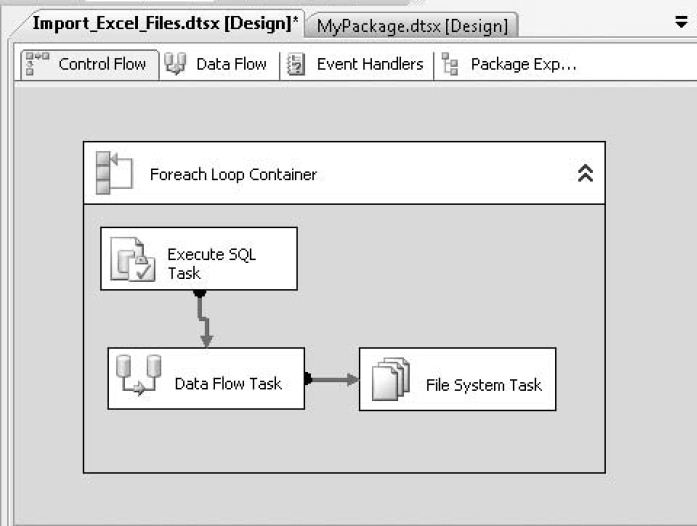 Import_Excel_Files.dtsx [Design]* MyPackage.dtsx [Design]
Control Flow Data Flow Event Handlers Package Exp...
Foreach Loop Container
Execute SQL
Task
Data Flow Task
File System Task